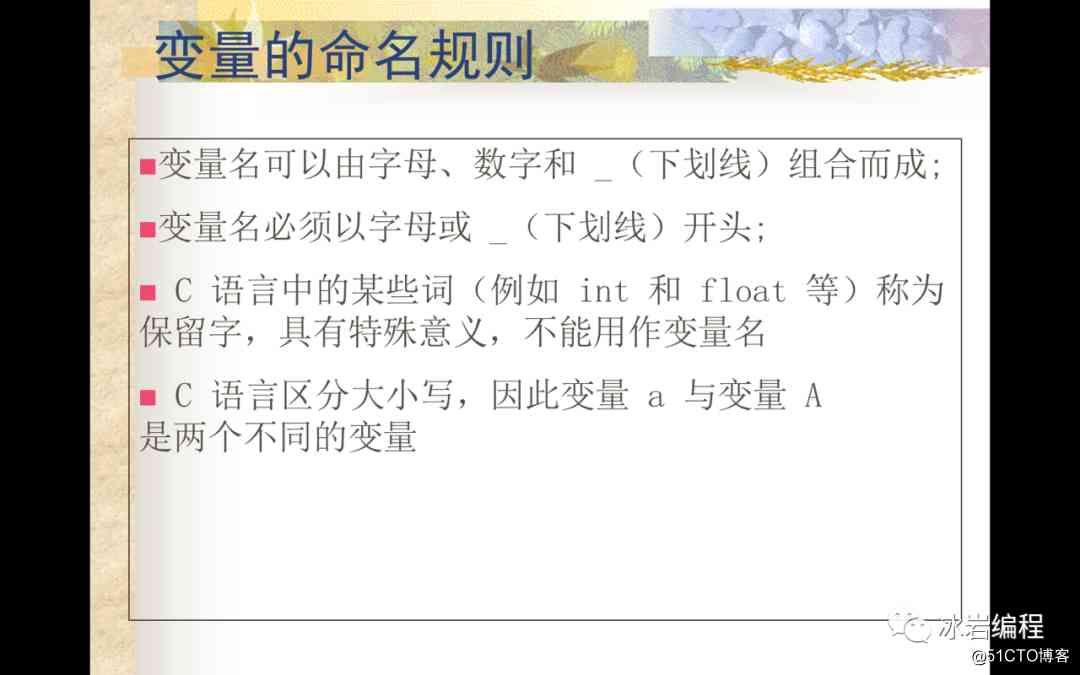 变量的命名规则
■变量名可以由字母、数字和 _（下划线）组合而成;
■变量名必须以字母或 _（下划线）开头;
■ C 语言中的某些词（例如 int 和 float 等）称为
保留字，具有特殊意义，不能用作变量名
■ C 语言区分大小写，因此变量 a 与变量 A
是两个不同的变量
冰岩编程
@51CTO博客